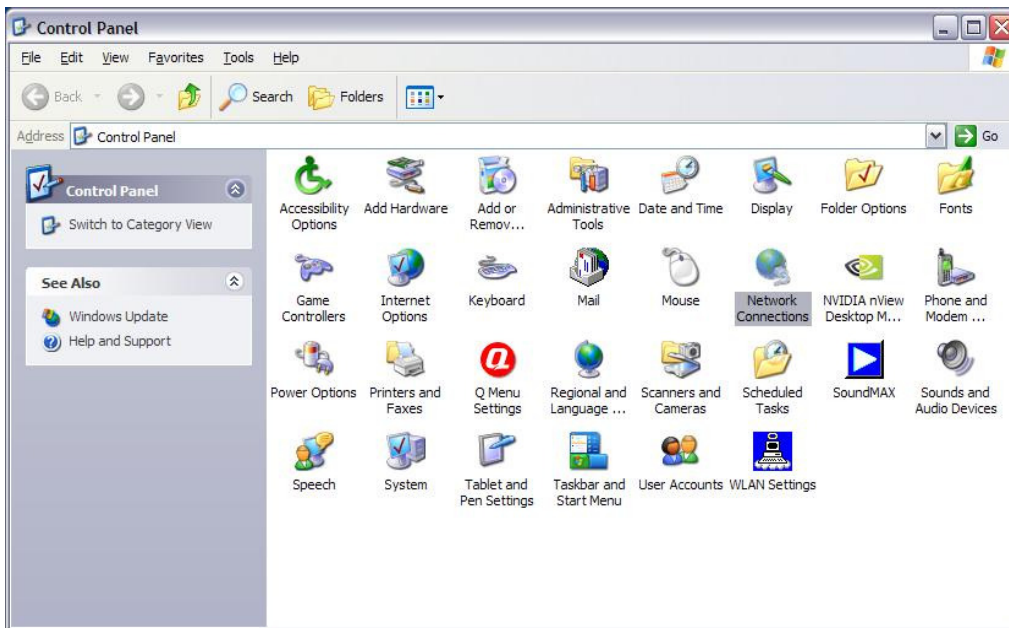 Control Panel
File Edit View Favorites Tools Help
Back Search Folders
Address Control Panel Go
Control Panel
Switch to Category View
See Also
Windows Update
Help and Support
Accessibility Options
Add Hardware
Add or Remov...
Administrative Tools
Date and Time
Display
Folder Options
Fonts
Game Controllers
Internet Options
Keyboard
Mail
Mouse
Network Connections
NVIDIA nView Desktop M...
Phone and Modem ...
Power Options
Printers and Faxes
Q Menu Settings
Regional and Language ...
Scanners and Cameras
Scheduled Tasks
SoundMAX
Sounds and Audio Devices
Speech
System
Tablet and Pen Settings
Taskbar and Start Menu
User Accounts
WLAN Settings